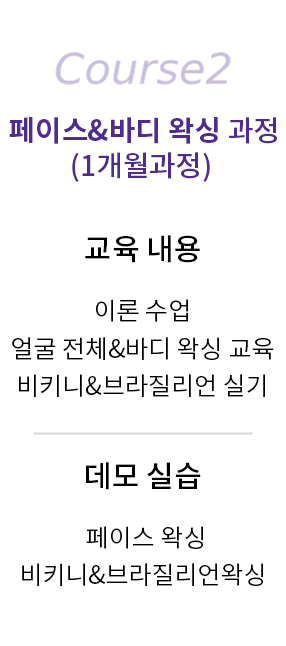 Course2
페이스&바디 왁싱 과정
(1개월과정)
교육 내용
이론 수업
얼굴 전체&바디 왁싱 교육
비키니&브라질리언 실기
데모 실습
페이스 왁싱
비키니&브라질리언왁싱